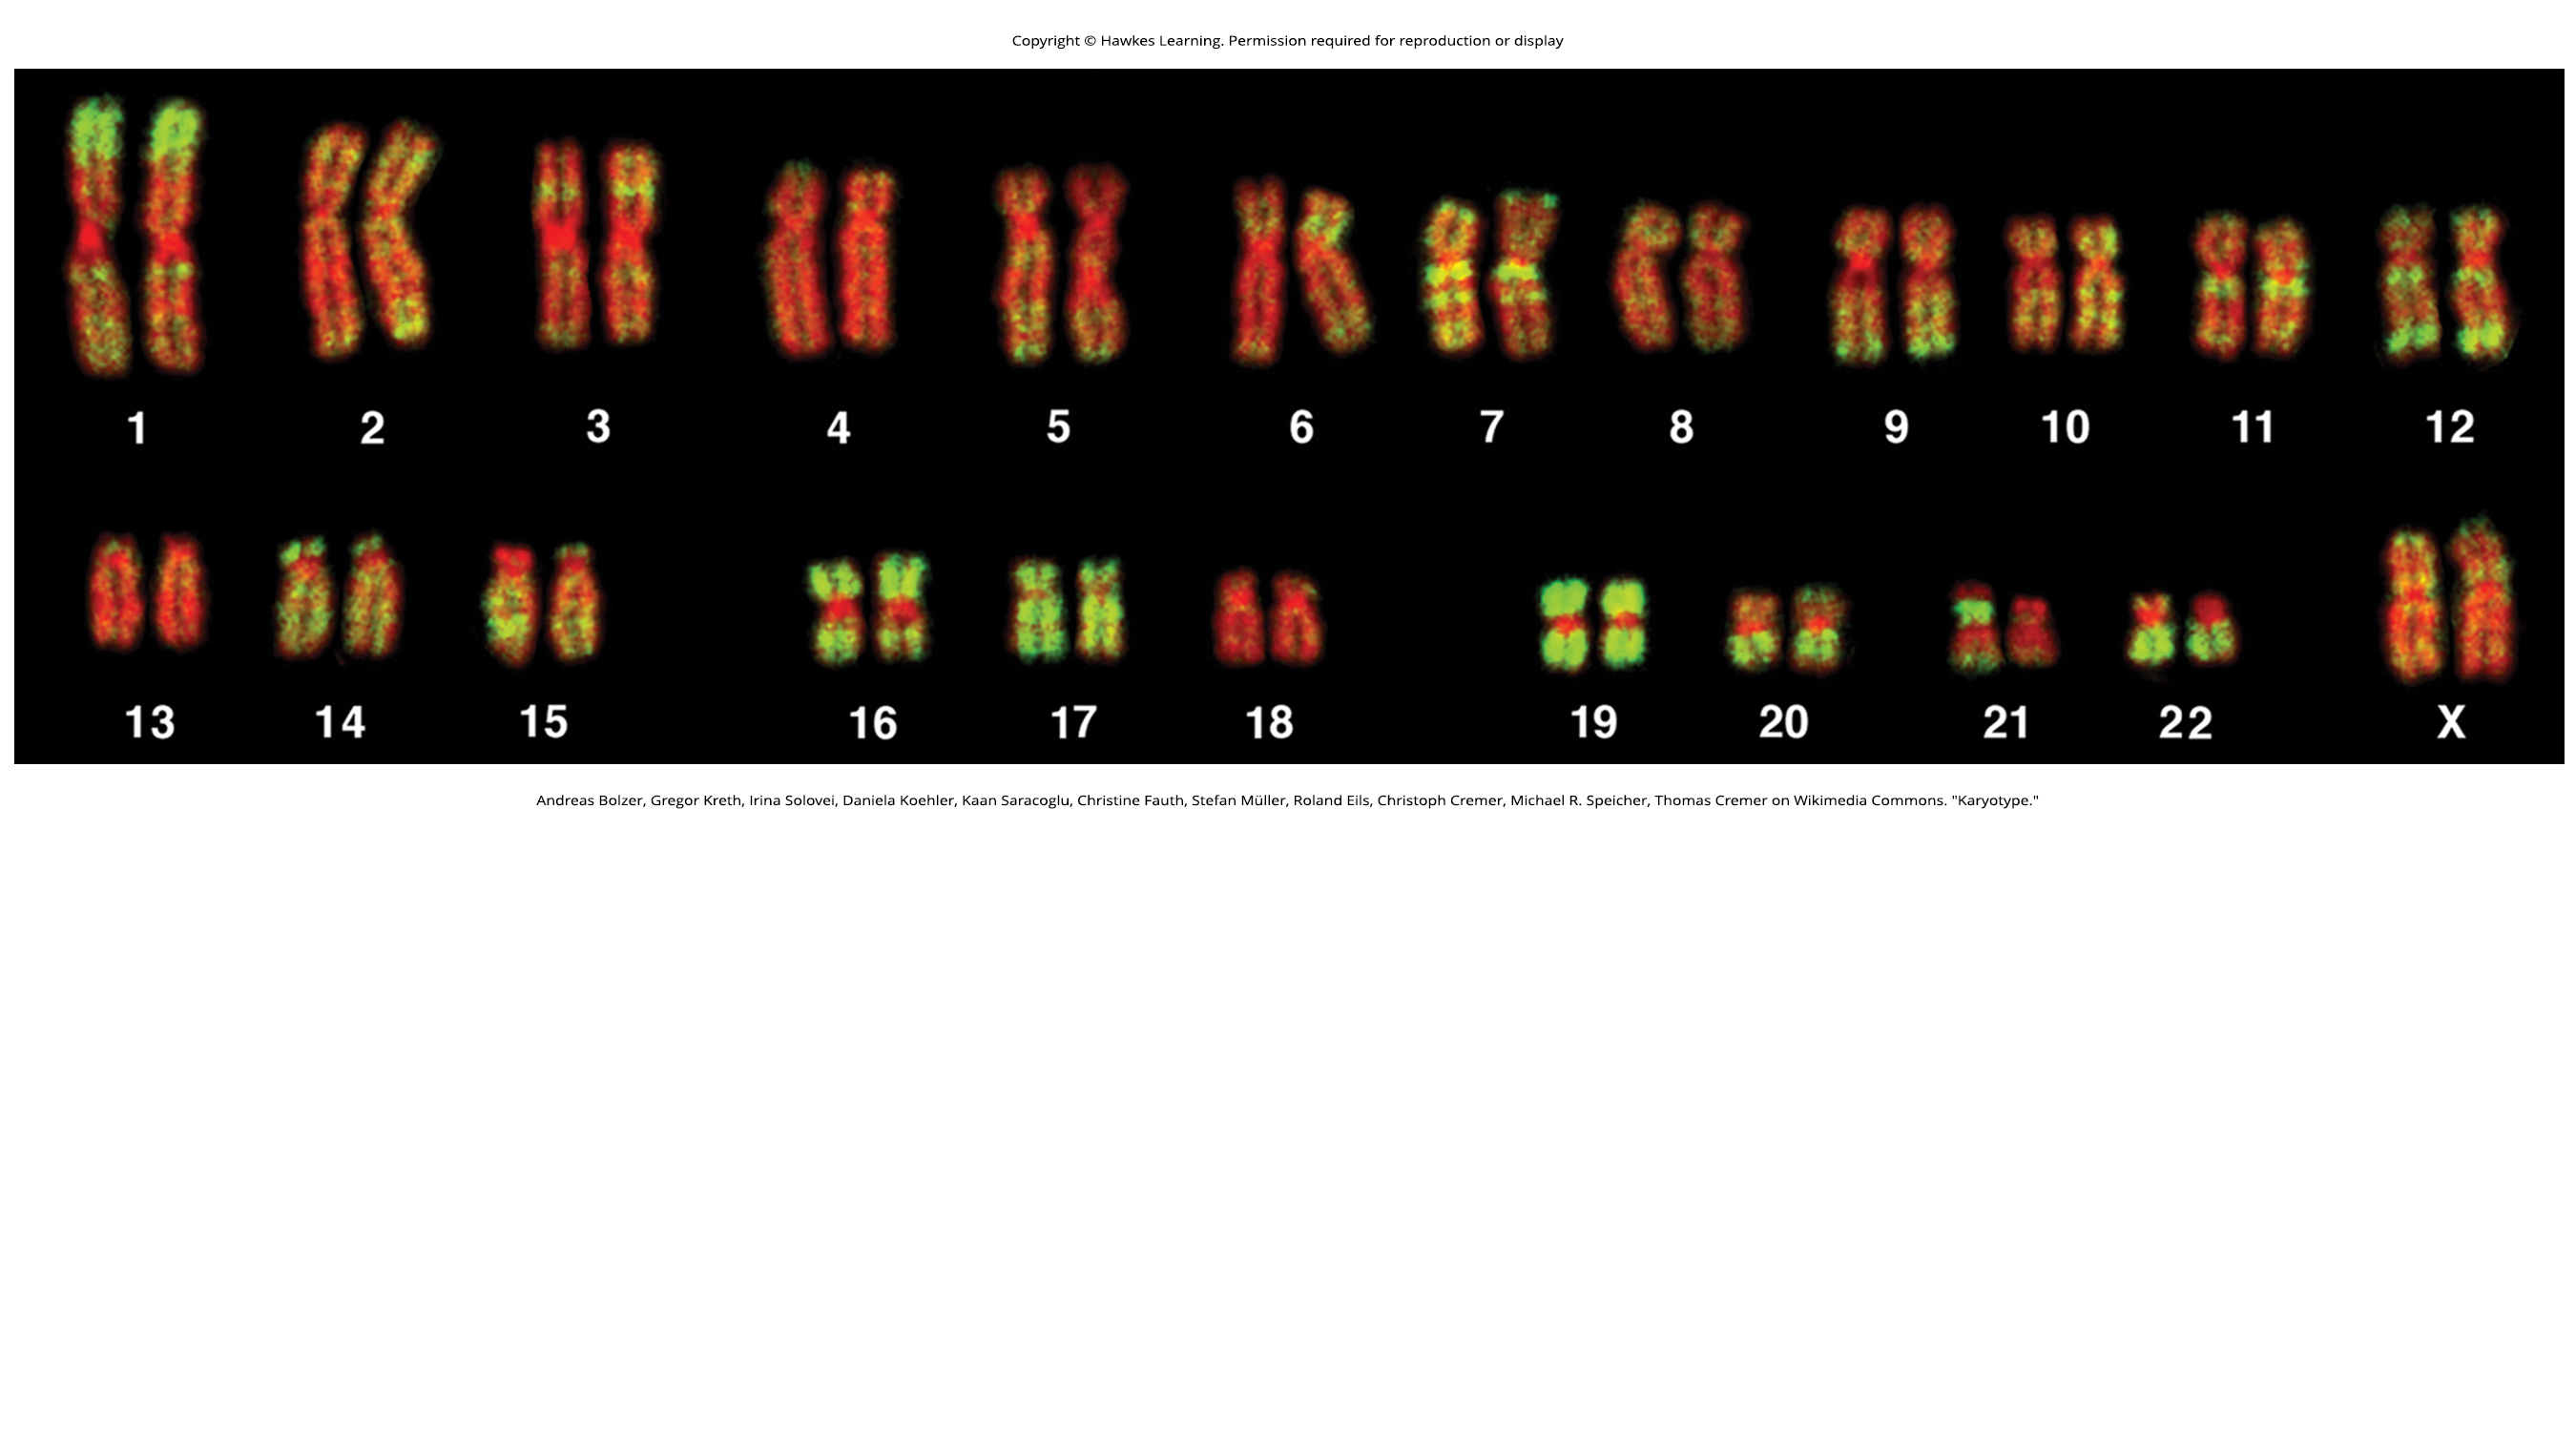 Copyright © Hawkes Learning. Permission required for reproduction or display
1 2 3 4 5 6 7 8 9 10 11 12
13 14 15 16 17 18 19 20 21 22 X
Andreas Bolzer, Gregor Kreth, Irina Solovei, Daniela Koehler, Kaan Saracoglu, Christine Fauth, Stefan Müller, Roland Eils, Christoph Cremer, Michael R. Speicher, Thomas Cremer on Wikimedia Commons. "Karyotype."